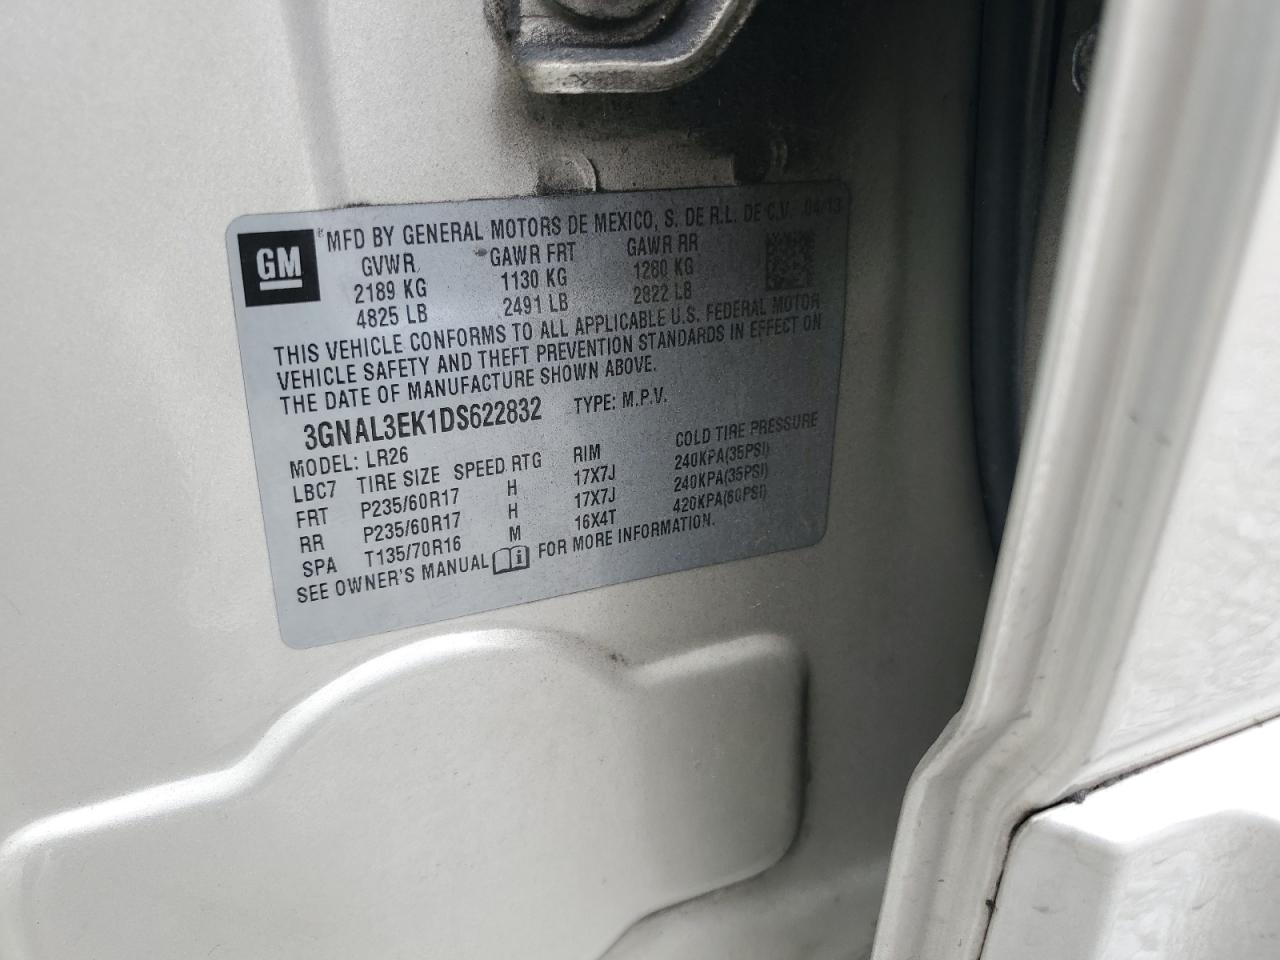 GM
MFD BY GENERAL MOTORS DE MEXICO, S. DE R.L. DE C.V. 04/13
GVWR GAWR FRT GAWR RR
2189 KG 1130 KG 1280 KG
4825 LB 2491 LB 2822 LB
THIS VEHICLE CONFORMS TO ALL APPLICABLE U.S. FEDERAL MOTOR
VEHICLE SAFETY AND THEFT PREVENTION STANDARDS IN EFFECT ON
THE DATE OF MANUFACTURE SHOWN ABOVE.
3GNAL3EK1DS622832 TYPE: M.P.V.
MODEL: LR26
LBC7 TIRE SIZE SPEED RTG RIM COLD TIRE PRESSURE
FRT P235/60R17 H 17X7J 240KPA(35PSI)
RR P235/60R17 H 17X7J 240KPA(35PSI)
SPA T135/70R16 M 16X4T 420KPA(60PSI)
SEE OWNER'S MANUAL FOR MORE INFORMATION.